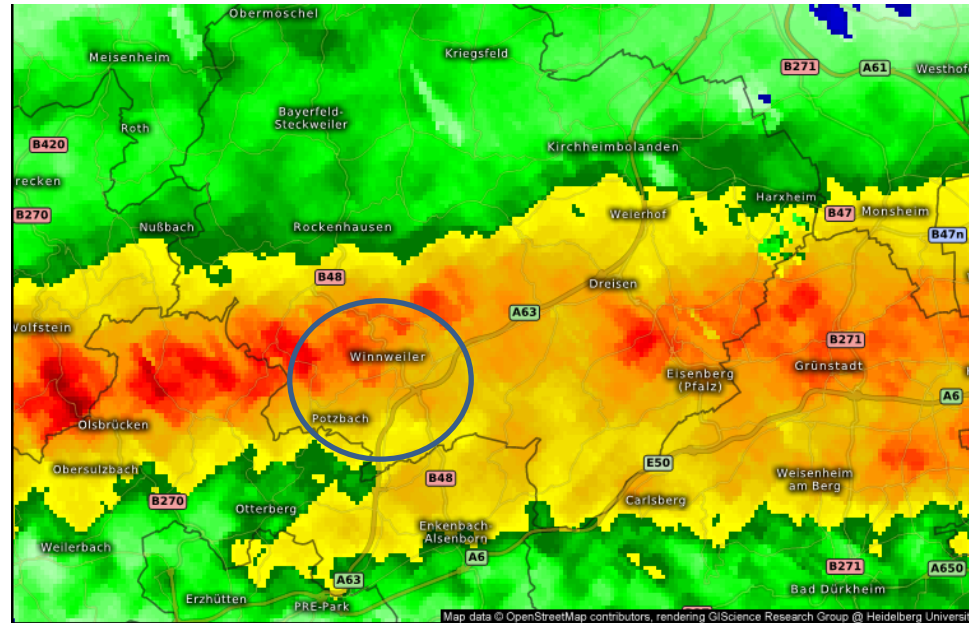 Obermoschel
Meisenheim
Kriegsfeld
B271
A61
Bayerfeld-
Steckweiler
Roth
B420
Kirchheimbolanden
recken
Harxheim
B270
Weierhof
B47
Monsheim
Nußbach
Rockenhausen
B47n
B48
Dreisen
A63
Wolfstein
B271
Winnweiler
Grünstadt
Eisenberg
(Pfalz)
A6
Potzbach
Olsbrücken
E50
Obersulzbach
B48
Weisenheim
am Berg
B270
Carlsberg
Otterberg
Enkenbach-
Alsenborn
Weilerbach
A6
B271
A650
A63
Bad Dürkheim
Erzhütten
PRE-Park
Map data © OpenStreetMap contributors, rendering GIScience Research Group @ Heidelberg Universi